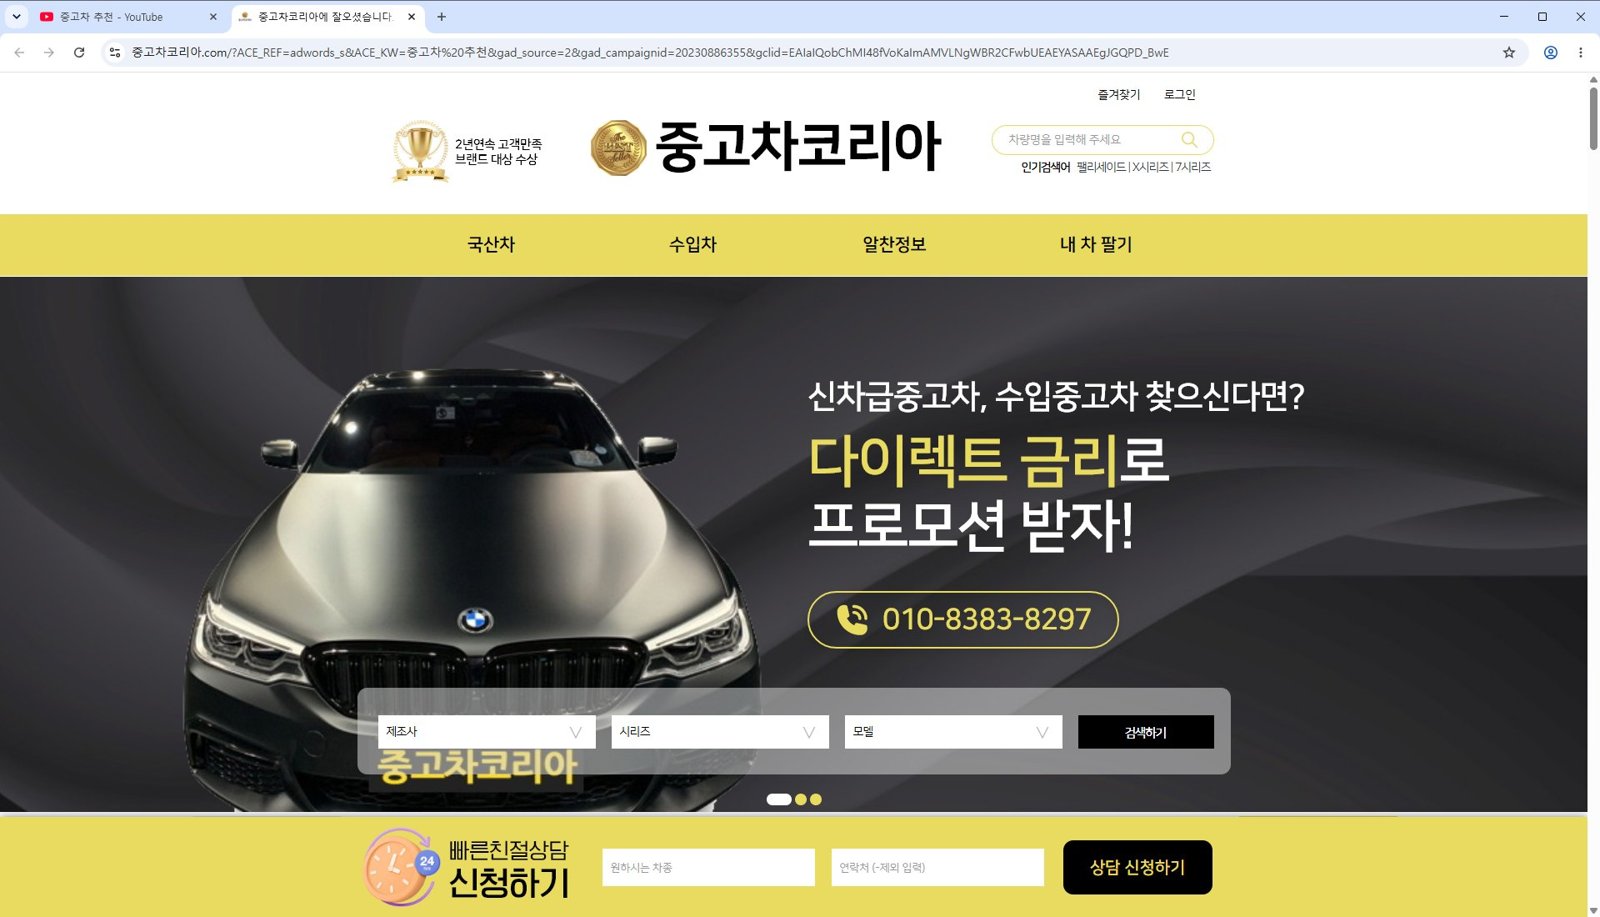 중고차 추천 - YouTube
중고차코리아에 잘오셨습니다.
중고차코리아.com/?ACE_REF=adwords_s&ACE_KW=중고차%20추천&gad_source=2&gad_campaignid=20230886355&gclid=EAIaIQobChMI48fVoKaImAMVLNgWBR2CFwbUEAEYASAAEgJGQPD_BwE
즐겨찾기 로그인
2년연속 고객만족
브랜드 대상 수상
The
BEST
Seller
중고차코리아
차량명을 입력해 주세요
인기검색어 팰리세이드 | X시리즈 | 7시리즈
국산차 수입차 알찬정보 내 차 팔기
신차급중고차, 수입중고차 찾으신다면?
다이렉트 금리로
프로모션 받자!
010-8383-8297
제조사 시리즈 모델 검색하기
중고차코리아
빠른친절상담
신청하기
24
원하시는 차종
연락처 (-제외 입력)
상담 신청하기